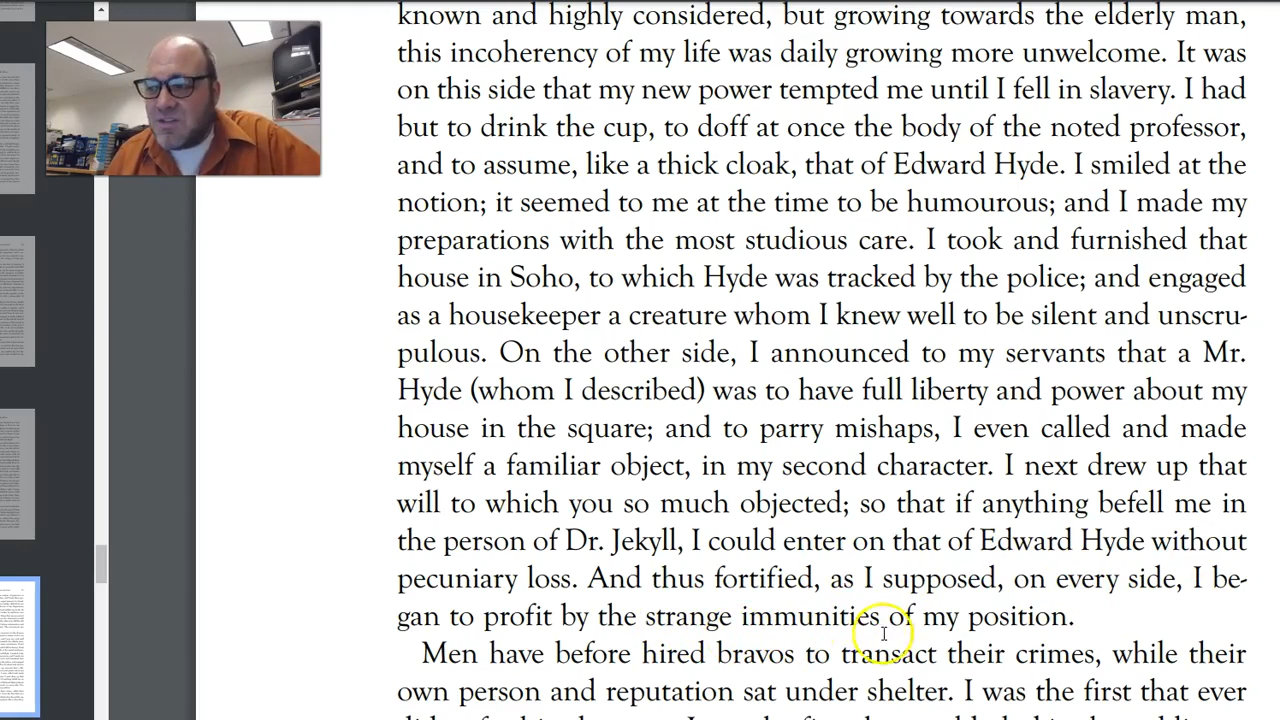 known and highly considered, but growing towards the elderly man,
this incoherency of my life was daily growing more unwelcome. It was
on this side that my new power tempted me until I fell in slavery. I had
but to drink the cup, to doff at once the body of the noted professor,
and to assume, like a thick cloak, that of Edward Hyde. I smiled at the
notion; it seemed to me at the time to be humourous; and I made my
preparations with the most studious care. I took and furnished that
house in Soho, to which Hyde was tracked by the police; and engaged
as a housekeeper a creature whom I knew well to be silent and unscru-
pulous. On the other side, I announced to my servants that a Mr.
Hyde (whom I described) was to have full liberty and power about my
house in the square; and to parry mishaps, I even called and made
myself a familiar object, in my second character. I next drew up that
will to which you so much objected; so that if anything befell me in
the person of Dr. Jekyll, I could enter on that of Edward Hyde without
pecuniary loss. And thus fortified, as I supposed, on every side, I be-
gan to profit by the strange immunities of my position.
Men have before hired bravos to transact their crimes, while their
own person and reputation sat under shelter. I was the first that ever